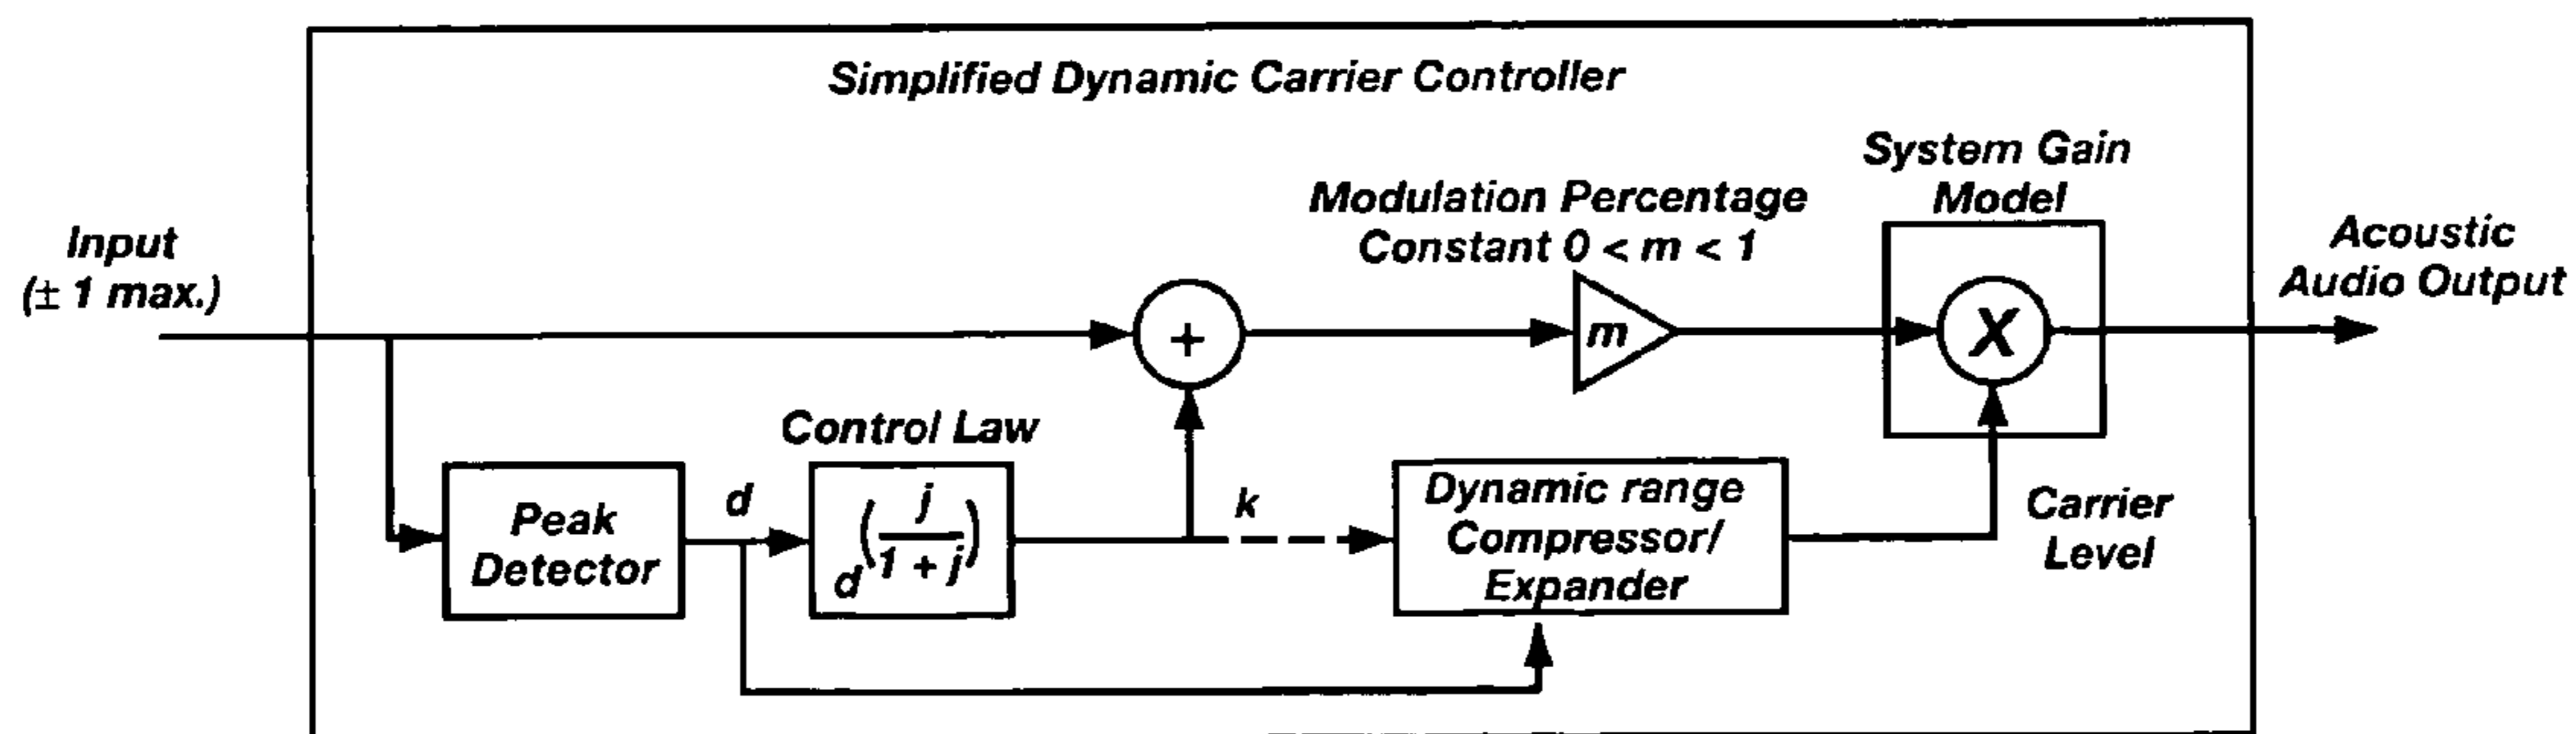 Simplified Dynamic Carrier Controller
System Gain
Model
Modulation Percentage
Constant 0 < m < 1
Input
(± 1 max.)
Acoustic
Audio Output
+
m
X
Control Law
Peak
Detector
d
d^(j / (1 + j))
k
Dynamic range
Compressor/
Expander
Carrier
Level